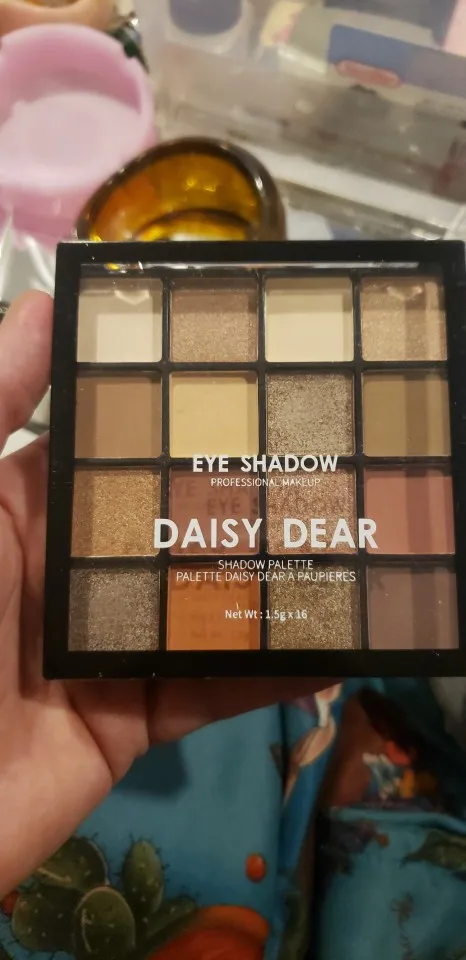 EYE SHADOW
PROFESSIONAL MAKEUP
DAISY DEAR
SHADOW PALETTE
PALETTE DAISY DEAR A PAUPIERES
Net Wt : 1.5g x 16